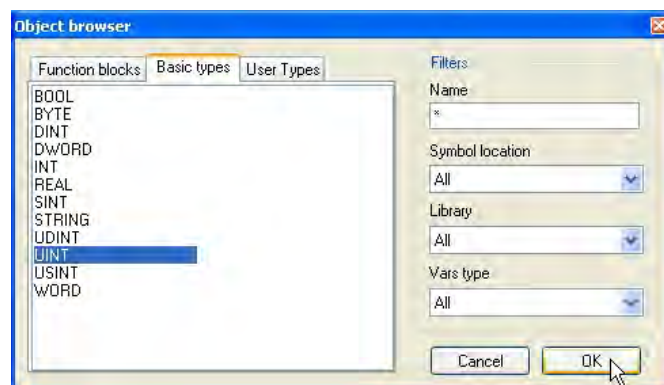 Object browser
Function blocks
Basic types
User Types
BOOL
BYTE
DINT
DWORD
INT
REAL
SINT
STRING
UDINT
UINT
USINT
WORD
Filters
Name
*
Symbol location
All
Library
All
Vars type
All
Cancel
OK